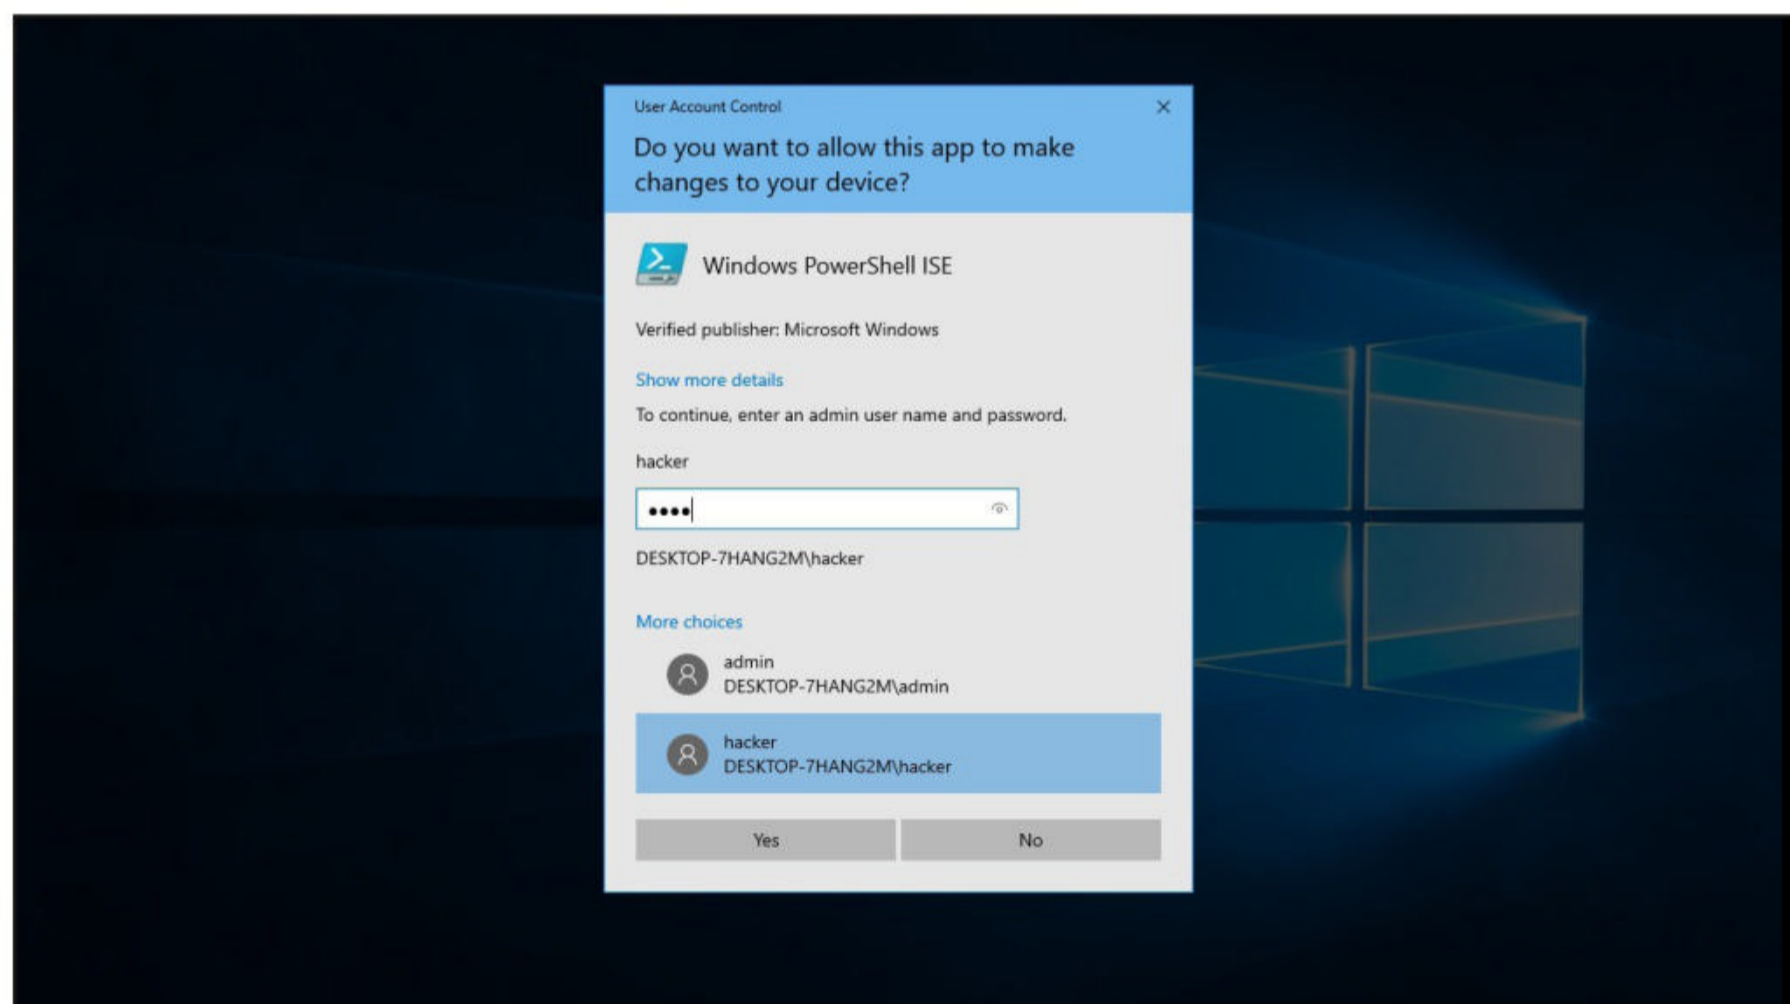 User Account Control
Do you want to allow this app to make
changes to your device?
Windows PowerShell ISE
Verified publisher: Microsoft Windows
Show more details
To continue, enter an admin user name and password.
hacker
••••
DESKTOP-7HANG2M\hacker
More choices
admin
DESKTOP-7HANG2M\admin
hacker
DESKTOP-7HANG2M\hacker
Yes
No